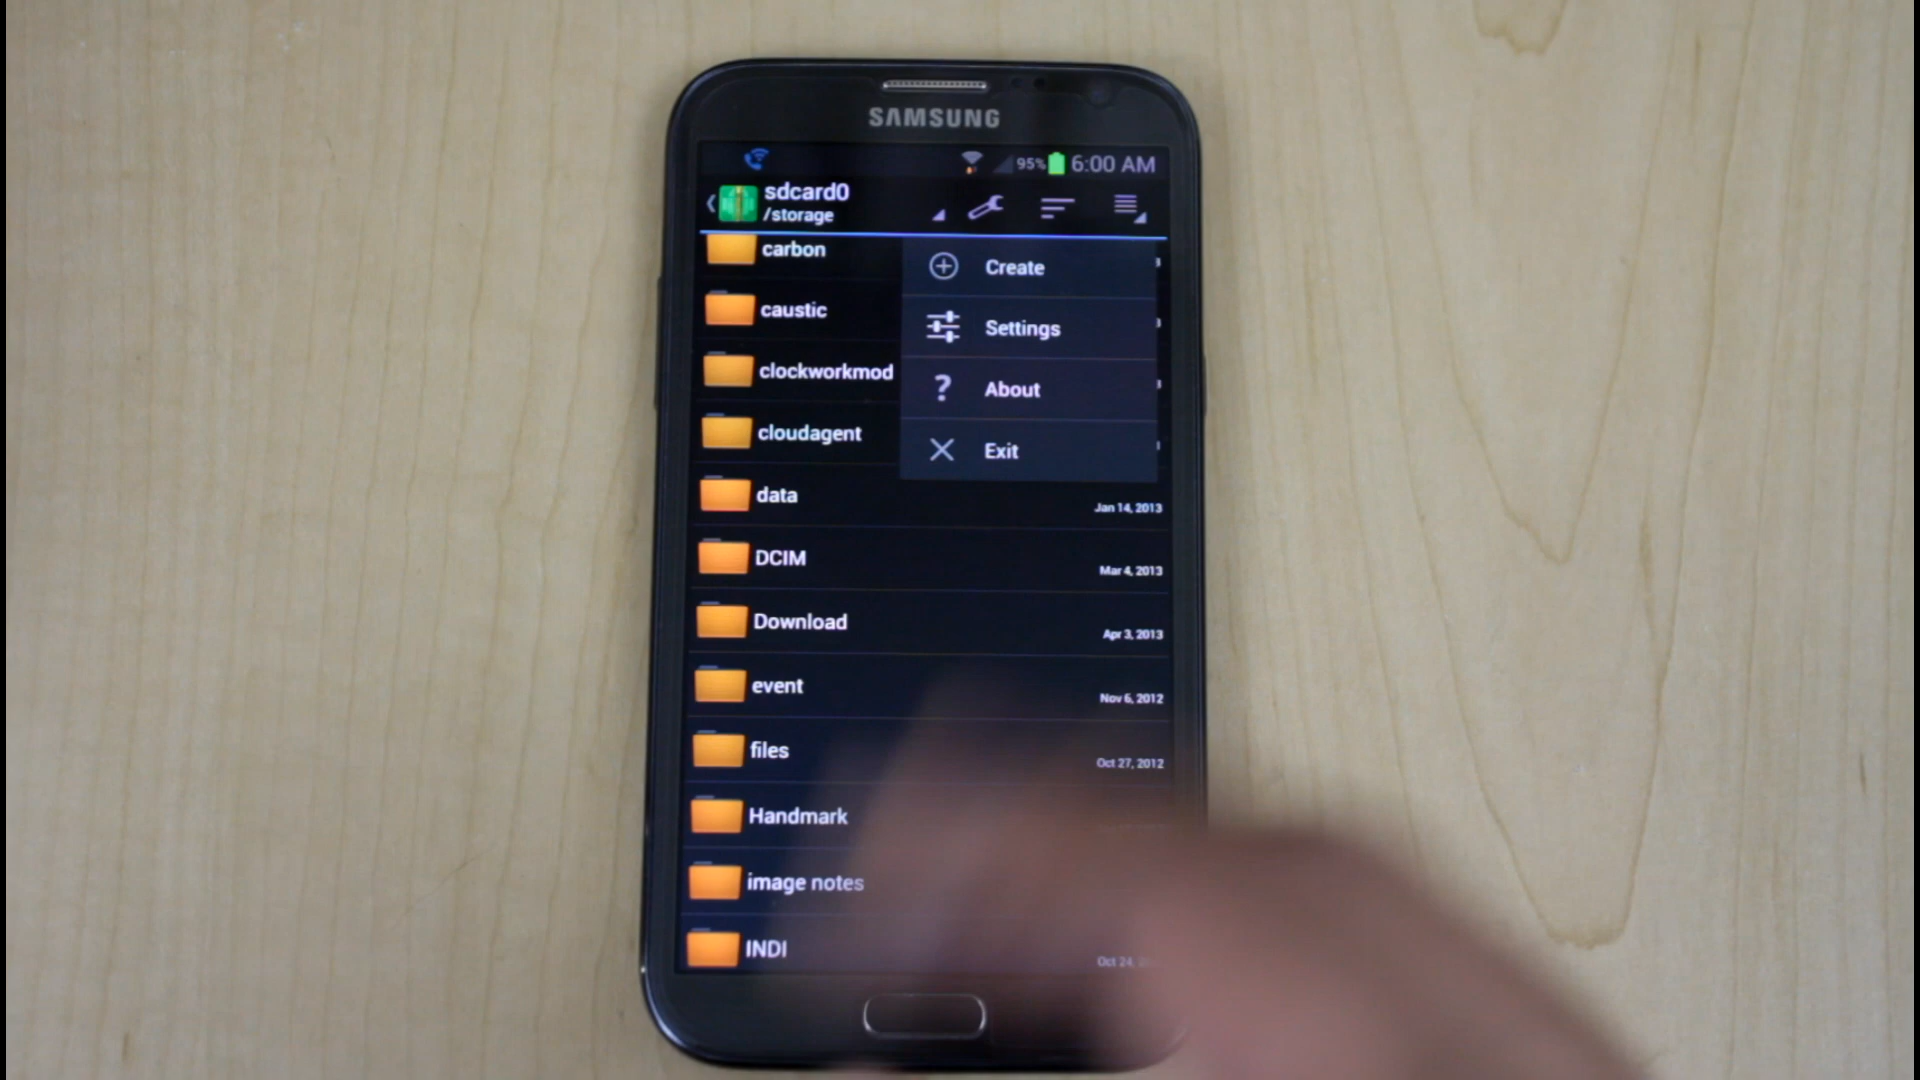 SAMSUNG
95% 6:00 AM
sdcard0
/storage
carbon
Create
caustic
Settings
clockworkmod
About
cloudagent
Exit
data
Jan 14, 2013
DCIM
Mar 4, 2013
Download
Apr 3, 2013
event
Nov 6, 2012
files
Oct 27, 2012
Handmark
image notes
INDI
Oct 24,